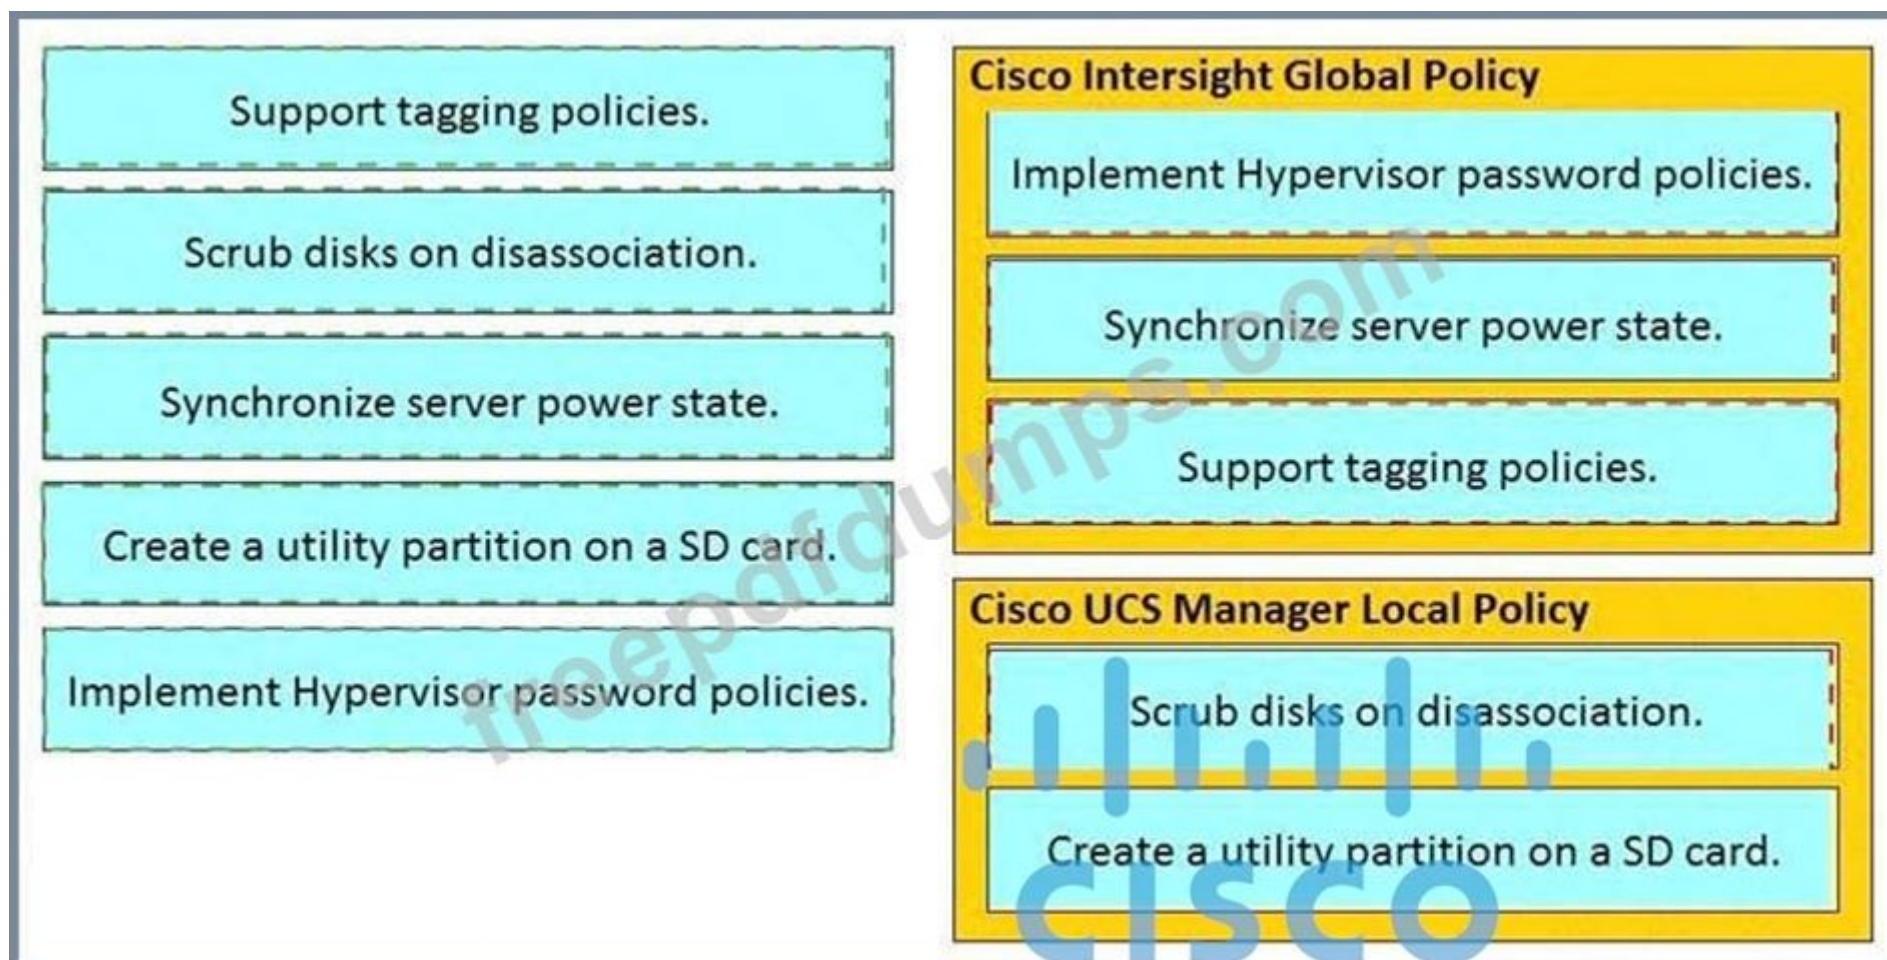 Support tagging policies.
Scrub disks on disassociation.
Synchronize server power state.
Create a utility partition on a SD card.
Implement Hypervisor password policies.
Cisco Intersight Global Policy
Implement Hypervisor password policies.
Synchronize server power state.
Support tagging policies.
Cisco UCS Manager Local Policy
Scrub disks on disassociation.
Create a utility partition on a SD card.
freepdfdumps.com
CISCO